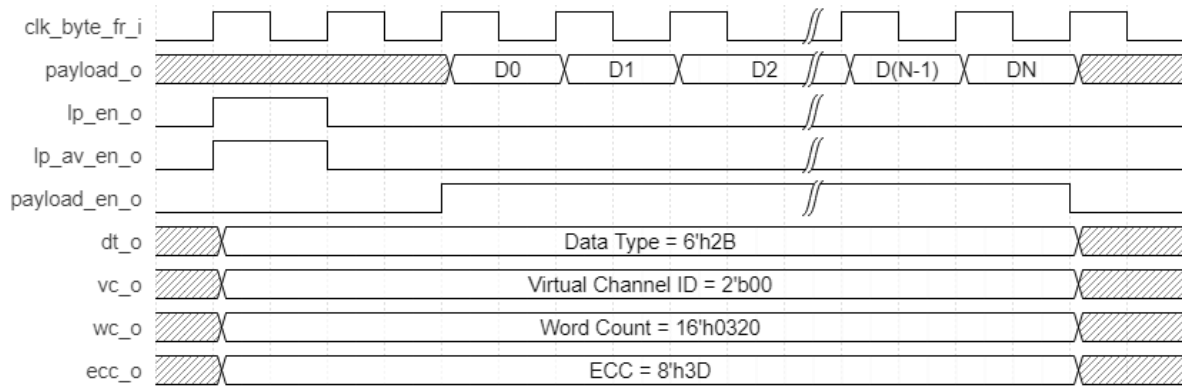 clk_byte_fr_i
payload_o D0 D1 D2 D(N-1) DN
lp_en_o
lp_av_en_o
payload_en_o
dt_o Data Type = 6'h2B
vc_o Virtual Channel ID = 2'b00
wc_o Word Count = 16'h0320
ecc_o ECC = 8'h3D